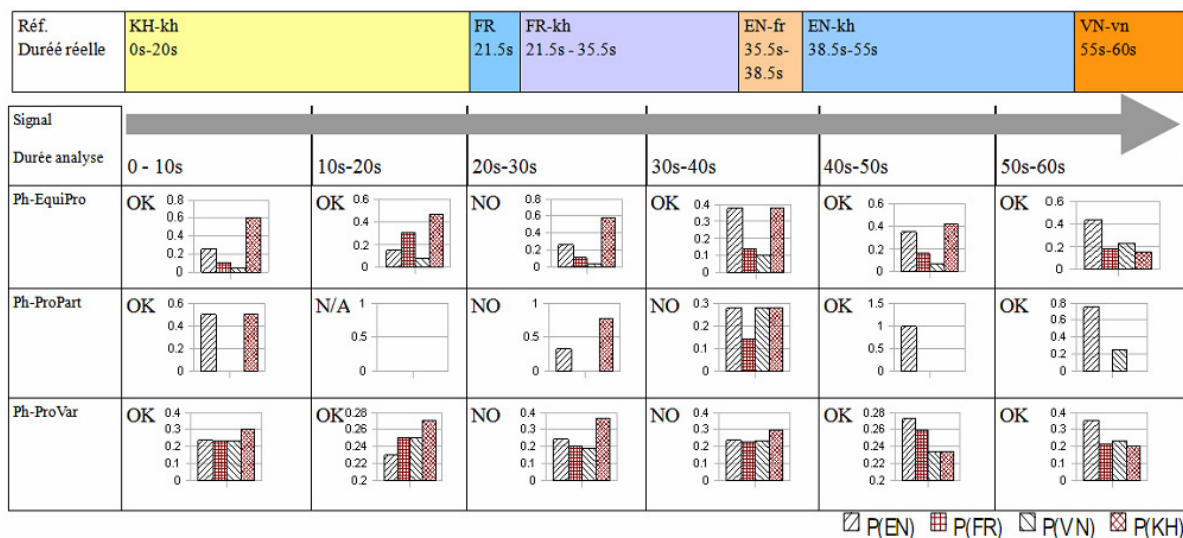 Réf.
Duréé réelle
KH-kh
0s-20s
FR
21.5s
FR-kh
21.5s - 35.5s
EN-fr
35.5s-
38.5s
EN-kh
38.5s-55s
VN-vn
55s-60s
Signal
Durée analyse
0 - 10s
10s-20s
20s-30s
30s-40s
40s-50s
50s-60s
Ph-EquiPro
OK
0.8
0.6
0.4
0.2
0
OK
0.6
0.4
0.2
0
NO
0.8
0.6
0.4
0.2
0
OK
0.4
0.3
0.2
0.1
0
OK
0.6
0.4
0.2
0
OK
0.6
0.4
0.2
0
Ph-ProPart
OK
0.6
0.4
0.2
0
N/A
1
0.5
0
NO
1
0.5
0
NO
0.3
0.2
0.1
0
OK
1.5
1
0.5
0
OK
0.8
0.6
0.4
0.2
0
Ph-ProVar
OK
0.4
0.3
0.2
0.1
0
OK
0.28
0.26
0.24
0.22
0.2
NO
0.4
0.3
0.2
0.1
0
NO
0.4
0.3
0.2
0.1
0
OK
0.28
0.26
0.24
0.22
0.2
OK
0.4
0.3
0.2
0.1
0
P(EN) P(FR) P(VN) P(KH)